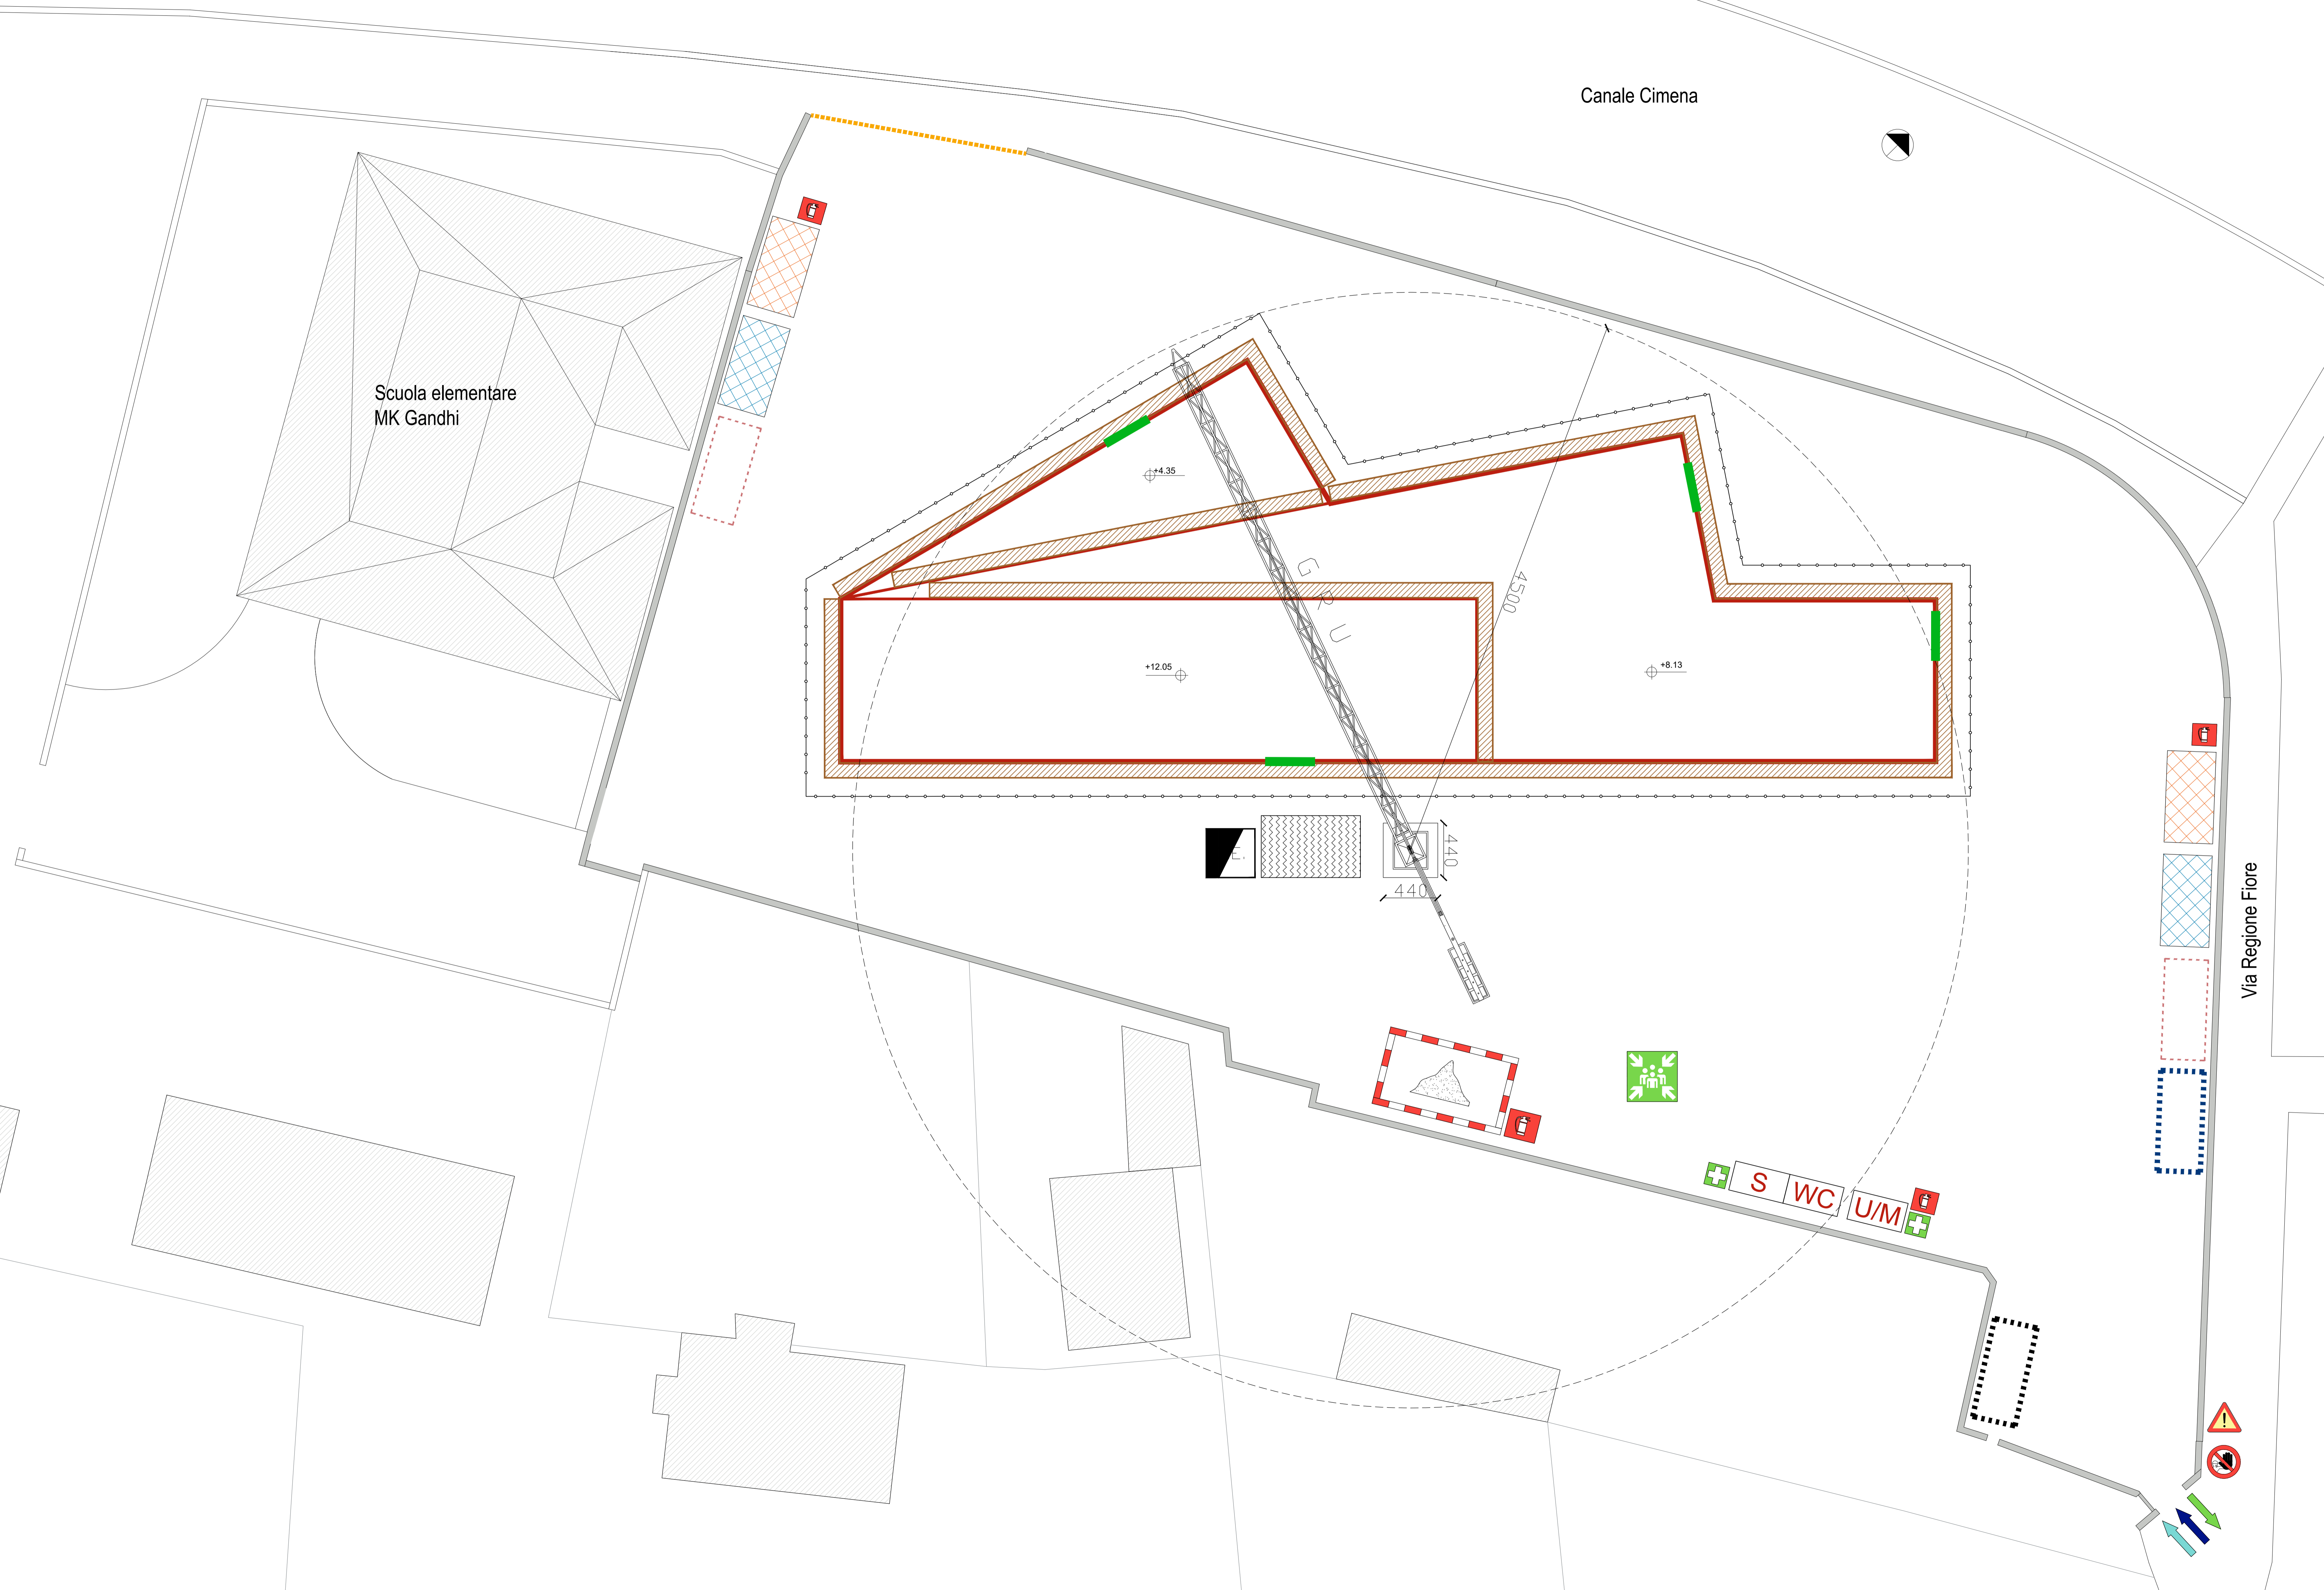 Canale Cimena
Scuola elementare
MK Gandhi
+4.35
GRU
4500
+12.05
+8.13
E.
440
440
Via Regione Fiore
S
WC
U/M